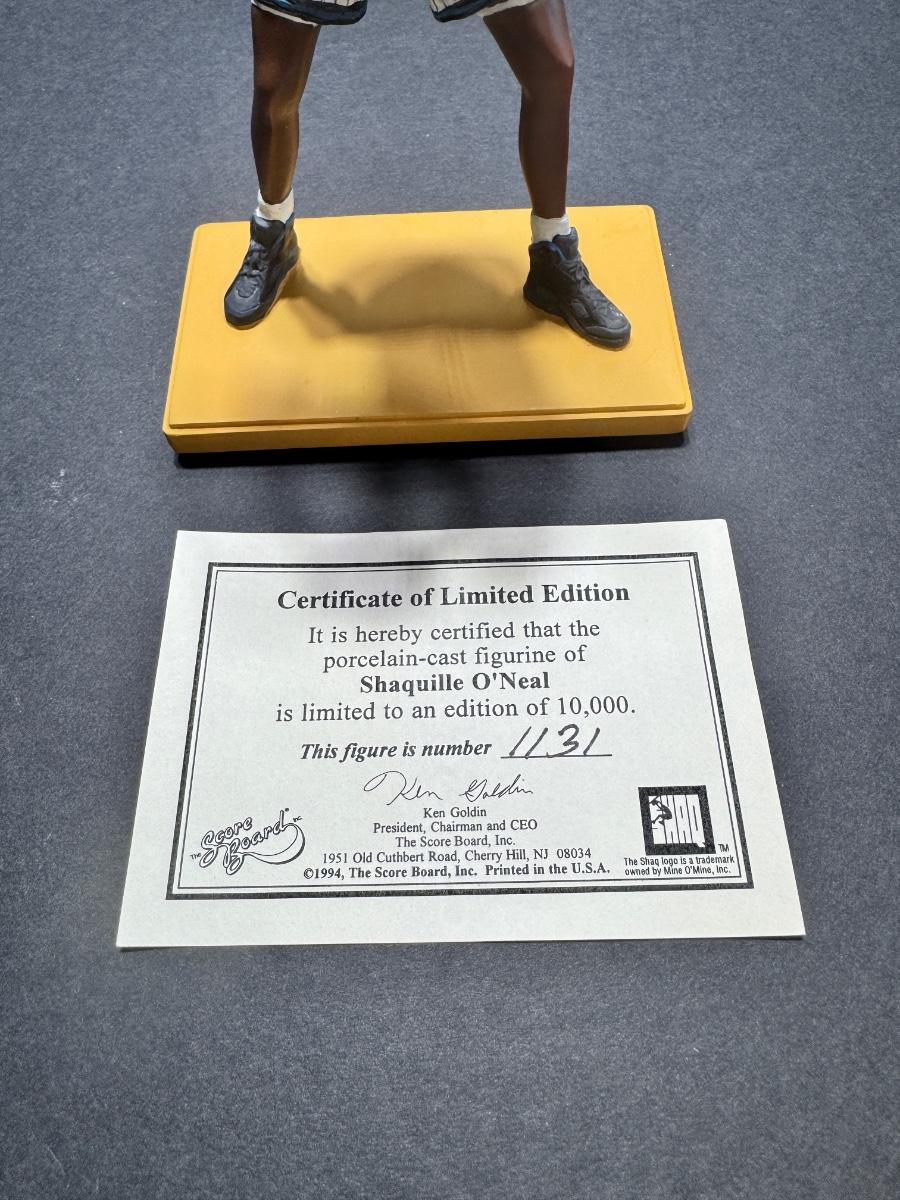 Certificate of Limited Edition
It is hereby certified that the
porcelain-cast figurine of
Shaquille O'Neal
is limited to an edition of 10,000.
This figure is number 1131
Ken Goldin
Ken Goldin
President, Chairman and CEO
The Score Board, Inc.
1951 Old Cuthbert Road, Cherry Hill, NJ 08034
©1994, The Score Board, Inc. Printed in the U.S.A.
THE Score Board INC
TM
The Shaq logo is a trademark
owned by Mine O'Mine, Inc.